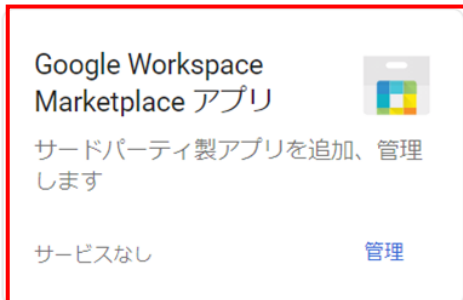 Google Workspace
Marketplace アプリ
サードパーティ製アプリを追加、管理
します
サービスなし
管理